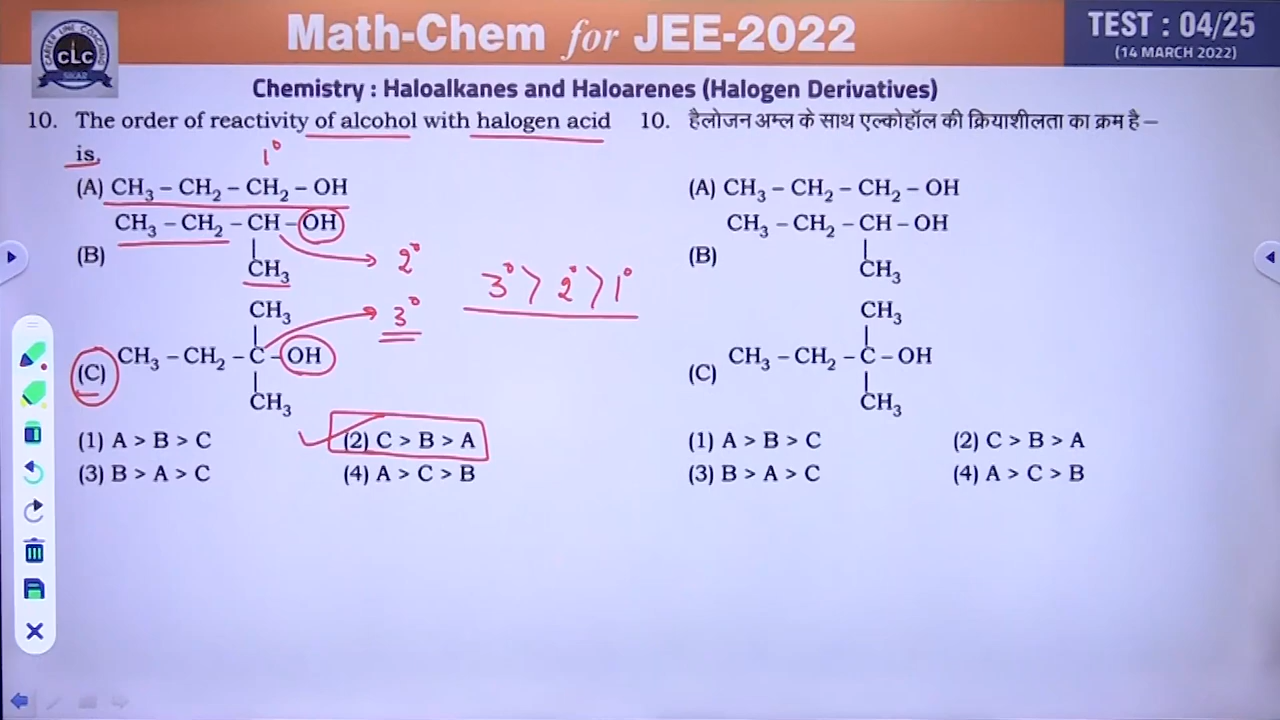 Math-Chem for JEE-2022
TEST : 04/25
(14 MARCH 2022)
CAREER LINE COACHING
CLC
SIKAR
Chemistry : Haloalkanes and Haloarenes (Halogen Derivatives)
10. The order of reactivity of alcohol with halogen acid
is,
1°
(A) CH₃ – CH₂ – CH₂ – OH
CH₃ – CH₂ – CH – OH
(B)
|
CH₃
2°
CH₃
|
3°
3° > 2° > 1°
(C) CH₃ – CH₂ – C – OH
|
CH₃
(1) A > B > C (2) C > B > A
(3) B > A > C (4) A > C > B
10. हैलोजन अम्ल के साथ एल्कोहॉल की क्रियाशीलता का क्रम है –
(A) CH₃ – CH₂ – CH₂ – OH
CH₃ – CH₂ – CH – OH
(B)
|
CH₃
CH₃
|
(C) CH₃ – CH₂ – C – OH
|
CH₃
(1) A > B > C (2) C > B > A
(3) B > A > C (4) A > C > B